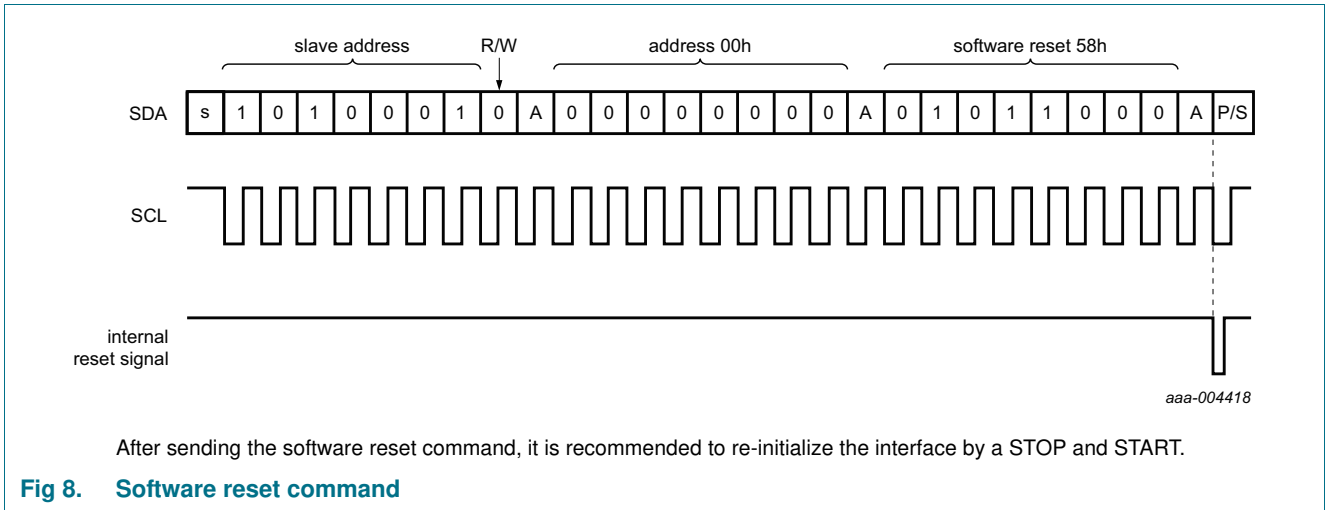 slave address R/W address 00h software reset 58h
SDA s 1 0 1 0 0 0 1 0 A 0 0 0 0 0 0 0 0 A 0 1 0 1 1 0 0 0 A P/S
SCL
internal
reset signal
aaa-004418
After sending the software reset command, it is recommended to re-initialize the interface by a STOP and START.
Fig 8. Software reset command